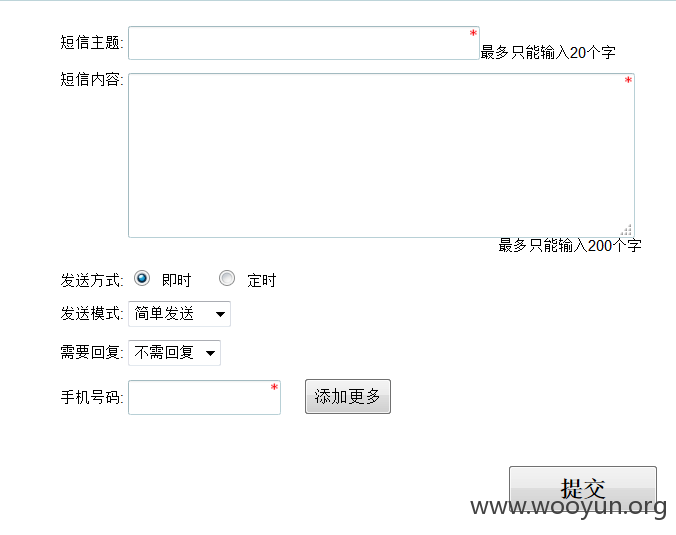 短信主题: * 最多只能输入20个字
短信内容: *
最多只能输入200个字
发送方式: 即时 定时
发送模式: 简单发送
需要回复: 不需回复
手机号码: * 添加更多
提交
www.wooyun.org